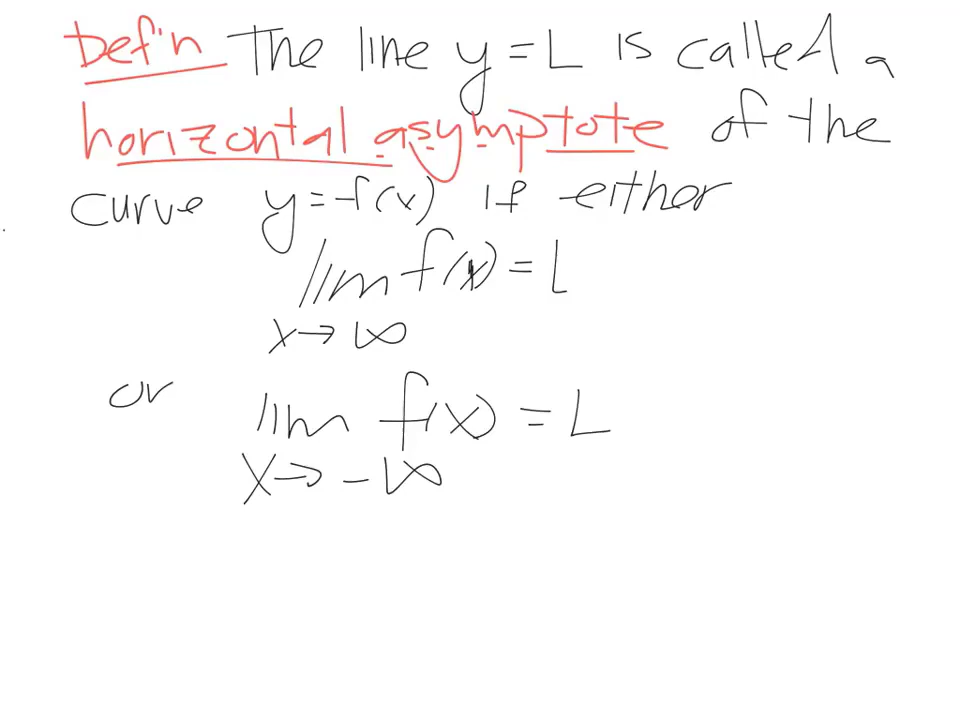 Def'n The line y = L is called a
horizontal asymptote of the
curve y = f(x) if either
lim f(x) = L
x → ∞
or lim f(x) = L
x → -∞